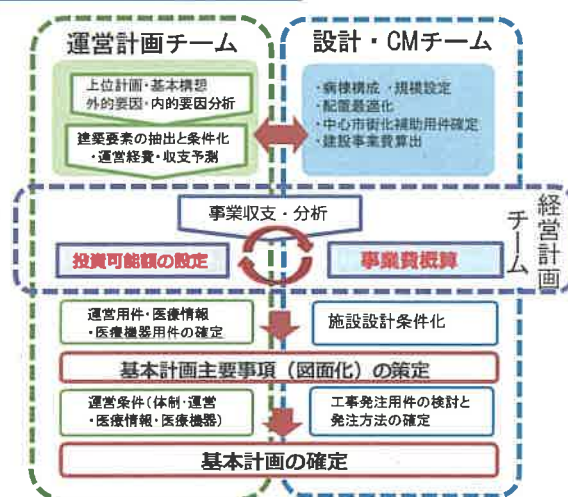 運営計画チーム
設計・CMチーム
上位計画・基本構想
外的要因・内的要因分析
建築要素の抽出と条件化
・運営経費・収支予測
・病棟構成・規模設定
・配置最適化
・中心市街化補助用件確定
・建設事業費算出
経営計画
チーム
事業収支・分析
投資可能額の設定
事業費概算
運営用件・医療情報
・医療機器用件の確定
施設設計条件化
基本計画主要事項（図面化）の策定
運営条件（体制・運営
・医療情報・医療機器）
工事発注用件の検討と
発注方法の確定
基本計画の確定